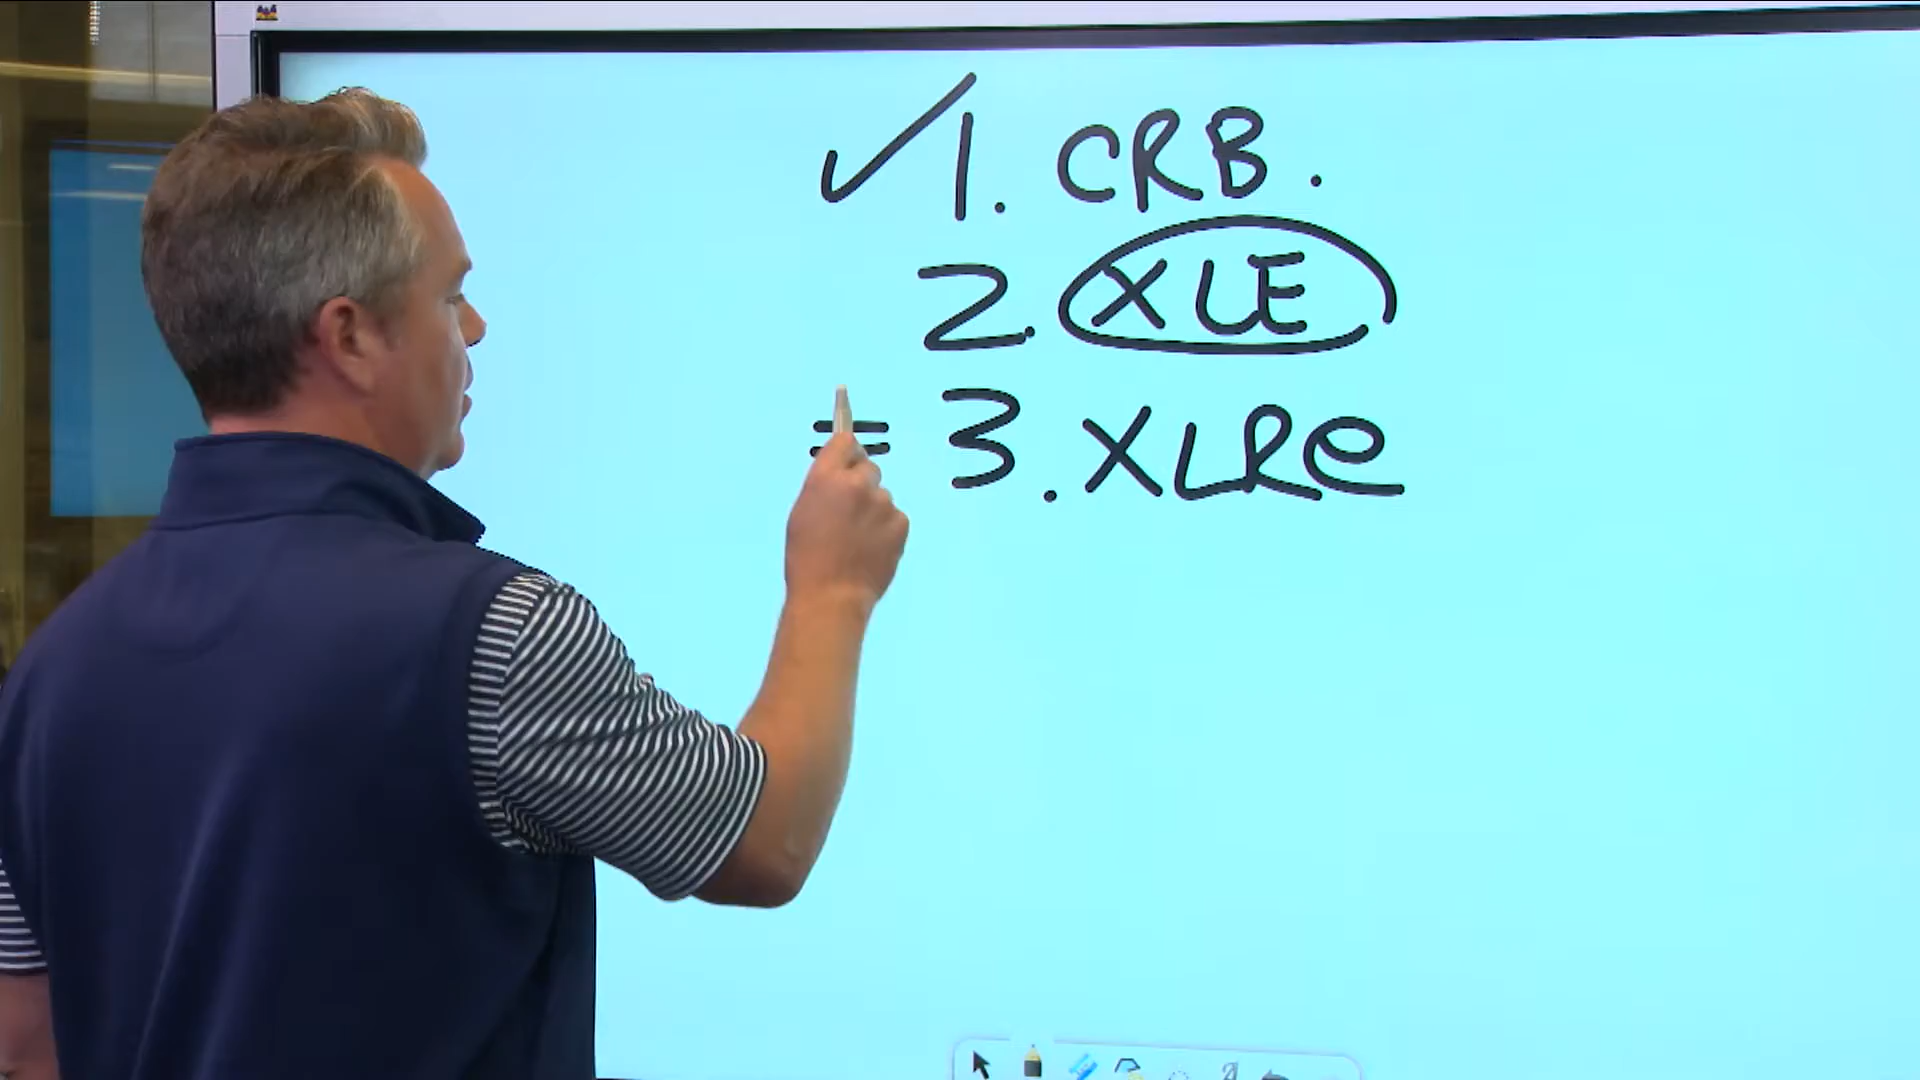 ✓ 1. CRB.
2. XLE
= 3. XLRe